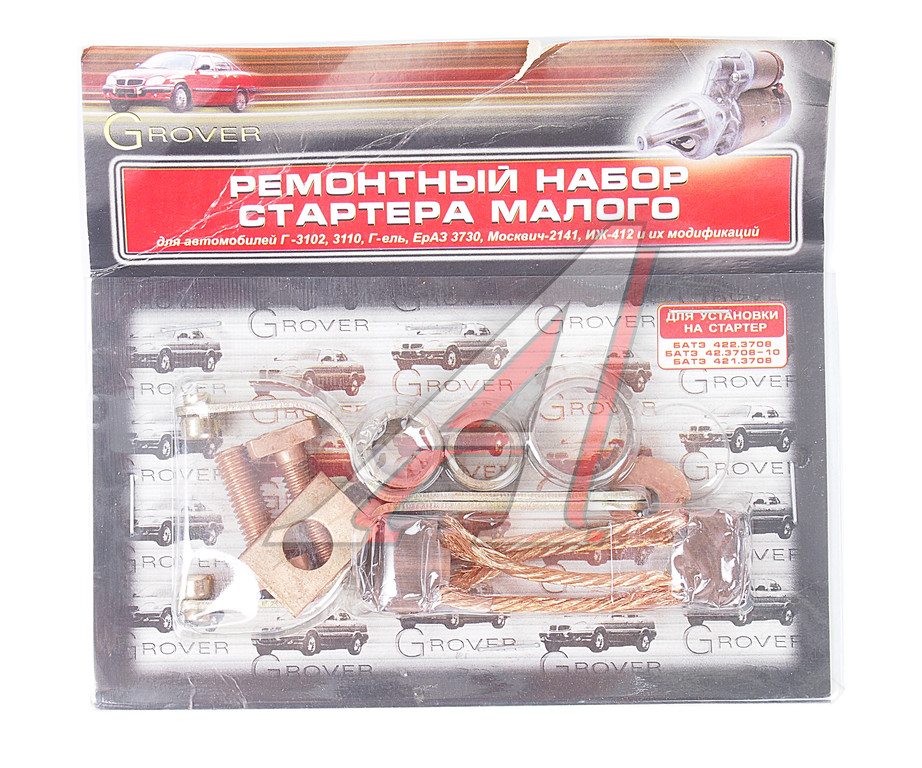 GROVER
РЕМОНТНЫЙ НАБОР
СТАРТЕРА МАЛОГО
для автомобилей Г-3102, 3110, Г-ель, ЕрАЗ 3730, Москвич-2141, ИЖ-412 и их модификаций
ДЛЯ УСТАНОВКИ
НА СТАРТЕР
БАТЭ 422.3708
БАТЭ 42.3708-10
БАТЭ 421.3708
GROVER
GROVER
GROVER
GROVER
GROVER
GROVER
GROVER
GROVER
GROVER